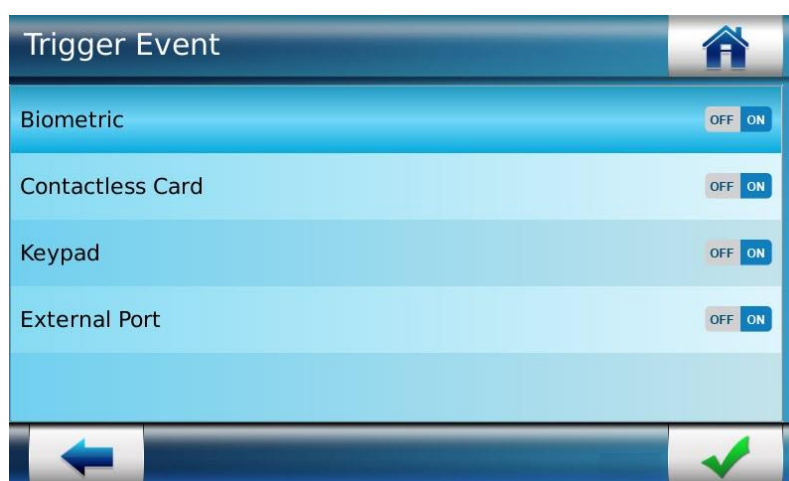 Trigger Event
Biometric OFF ON
Contactless Card OFF ON
Keypad OFF ON
External Port OFF ON